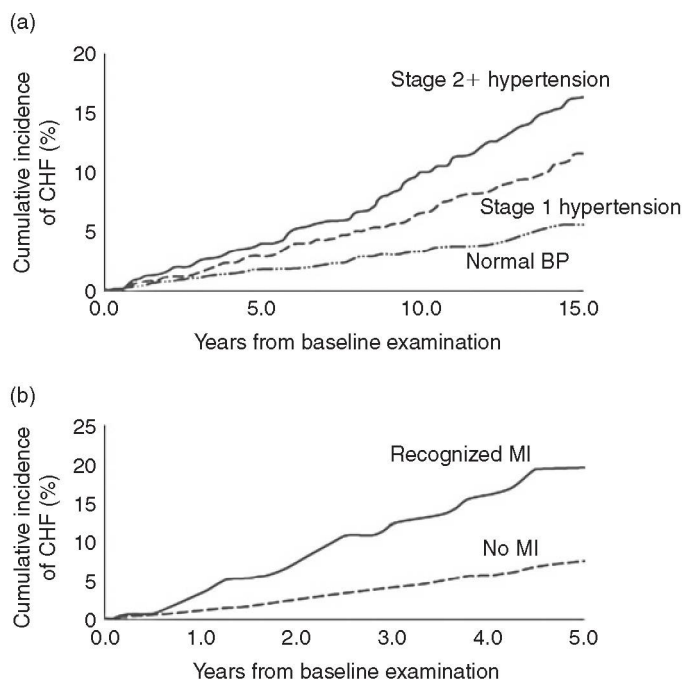 (a)
20
15
10
5
0
0.0 5.0 10.0 15.0
Cumulative incidence
of CHF (%)
Stage 2+ hypertension
Stage 1 hypertension
Normal BP
Years from baseline examination
(b)
25
20
15
10
5
0
0.0 1.0 2.0 3.0 4.0 5.0
Cumulative incidence
of CHF (%)
Recognized MI
No MI
Years from baseline examination